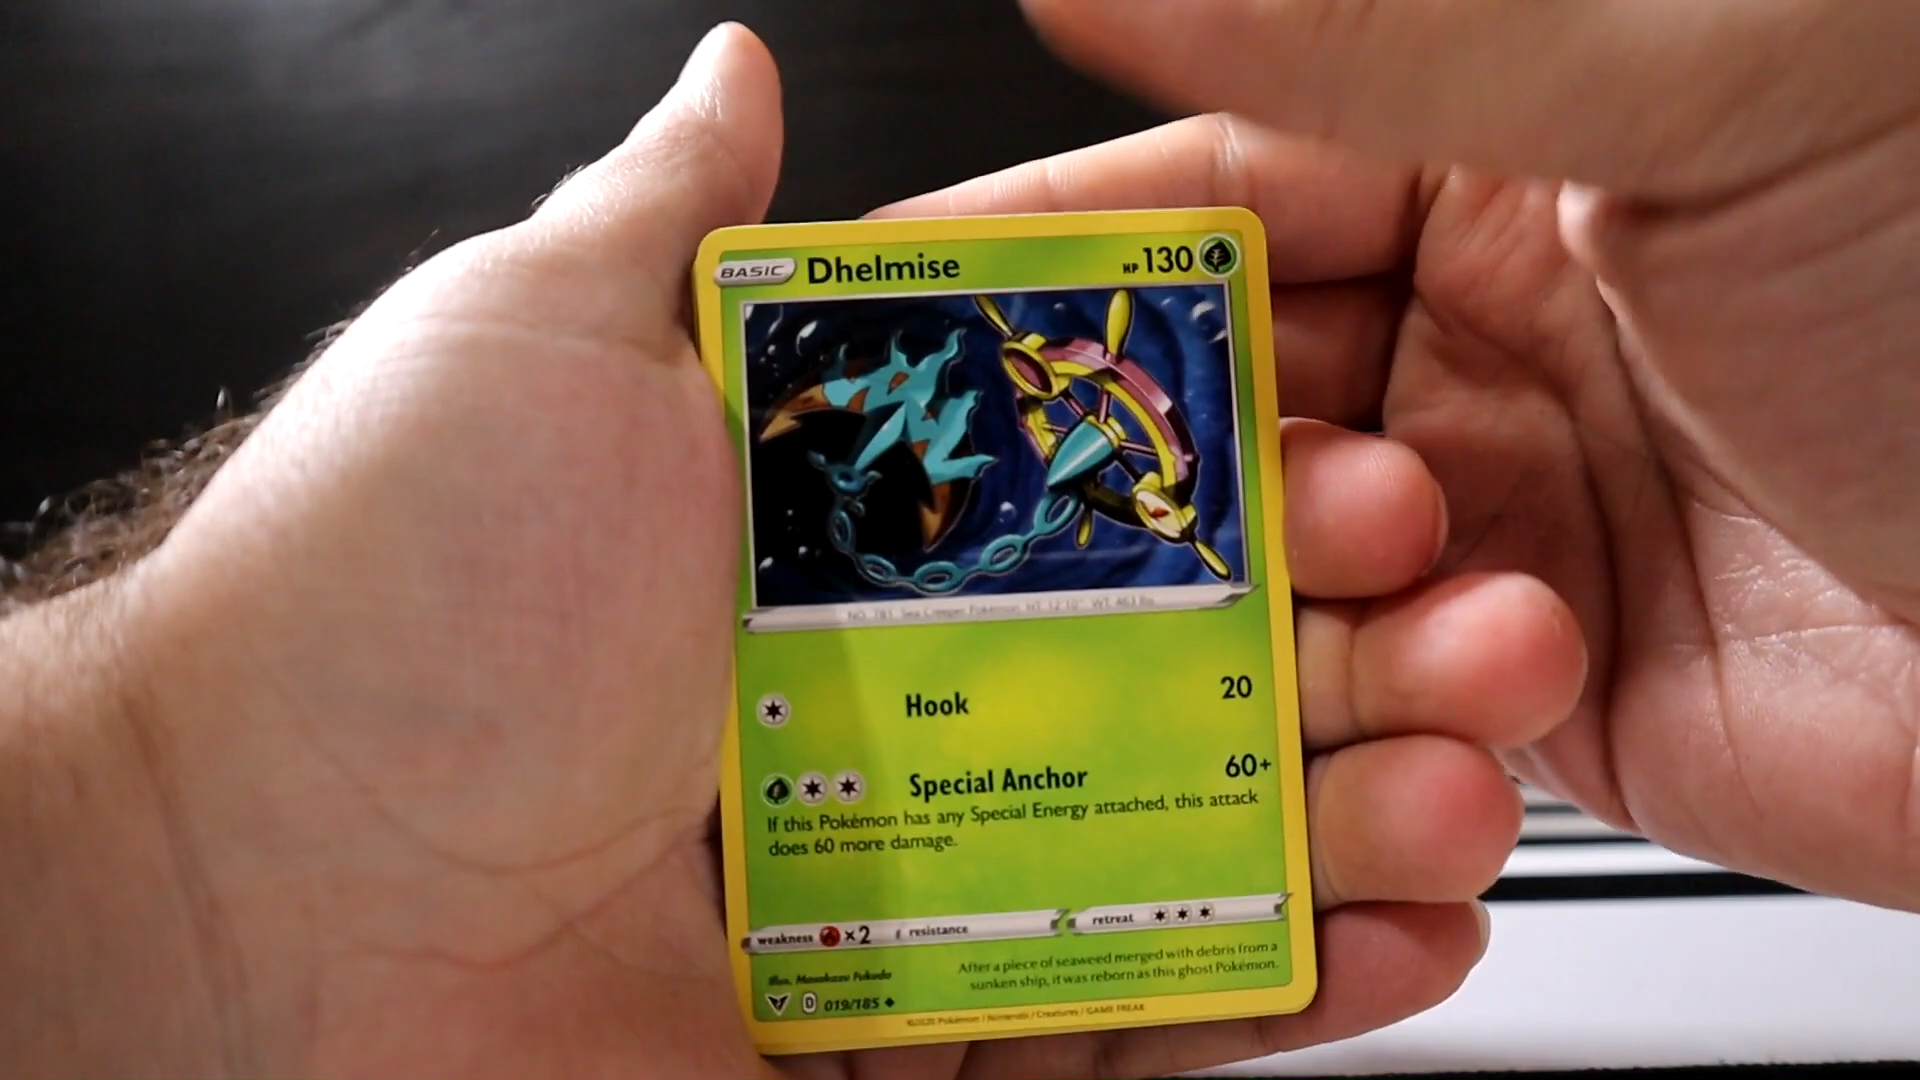 BASIC Dhelmise HP 130
NO. 781 Sea Creeper Pokémon HT: 12'10" WT: 463 lbs
Hook 20
Special Anchor 60+
If this Pokémon has any Special Energy attached, this attack
does 60 more damage.
weakness ×2 resistance retreat
After a piece of seaweed merged with debris from a
sunken ship, it was reborn as this ghost Pokémon.
Illus. Masakazu Fukuda
D 019/185
©2020 Pokémon / Nintendo / Creatures / GAME FREAK